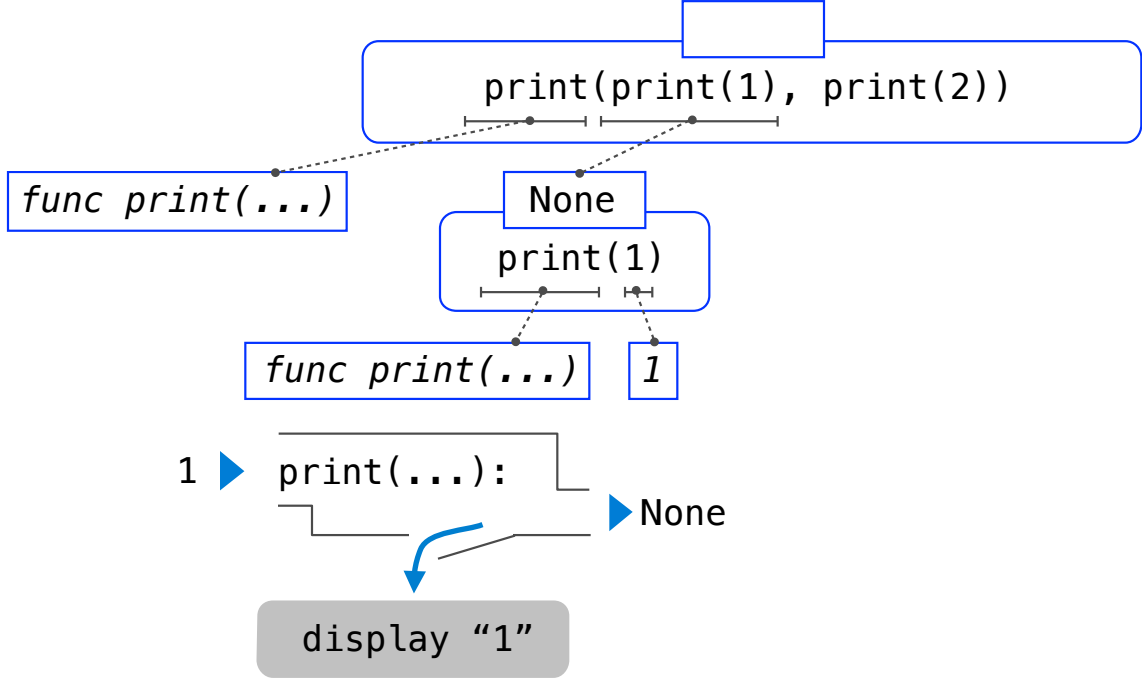 print(print(1), print(2))
func print(...)
None
print(1)
func print(...)
1
1
print(...):
None
display “1”